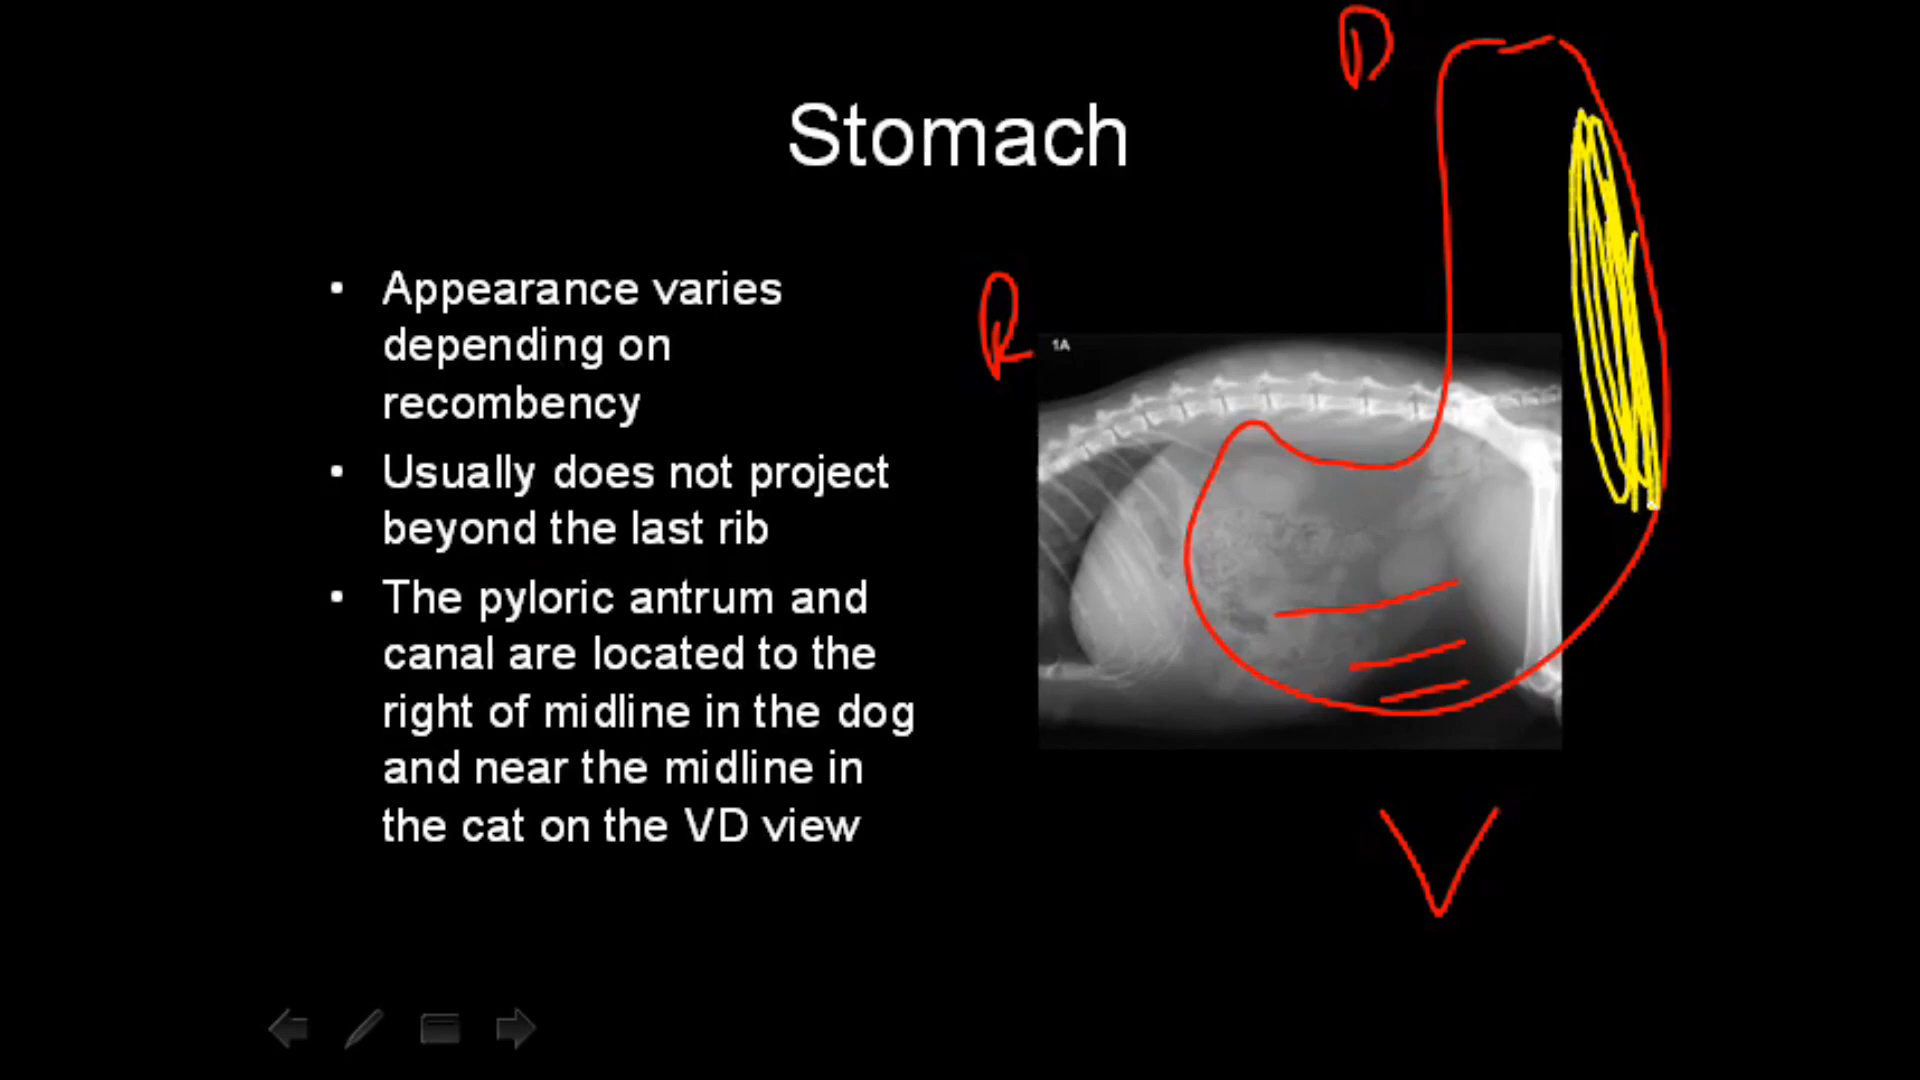 D
Stomach
• Appearance varies
depending on
recombency
• Usually does not project
beyond the last rib
• The pyloric antrum and
canal are located to the
right of midline in the dog
and near the midline in
the cat on the VD view
R
1A
V